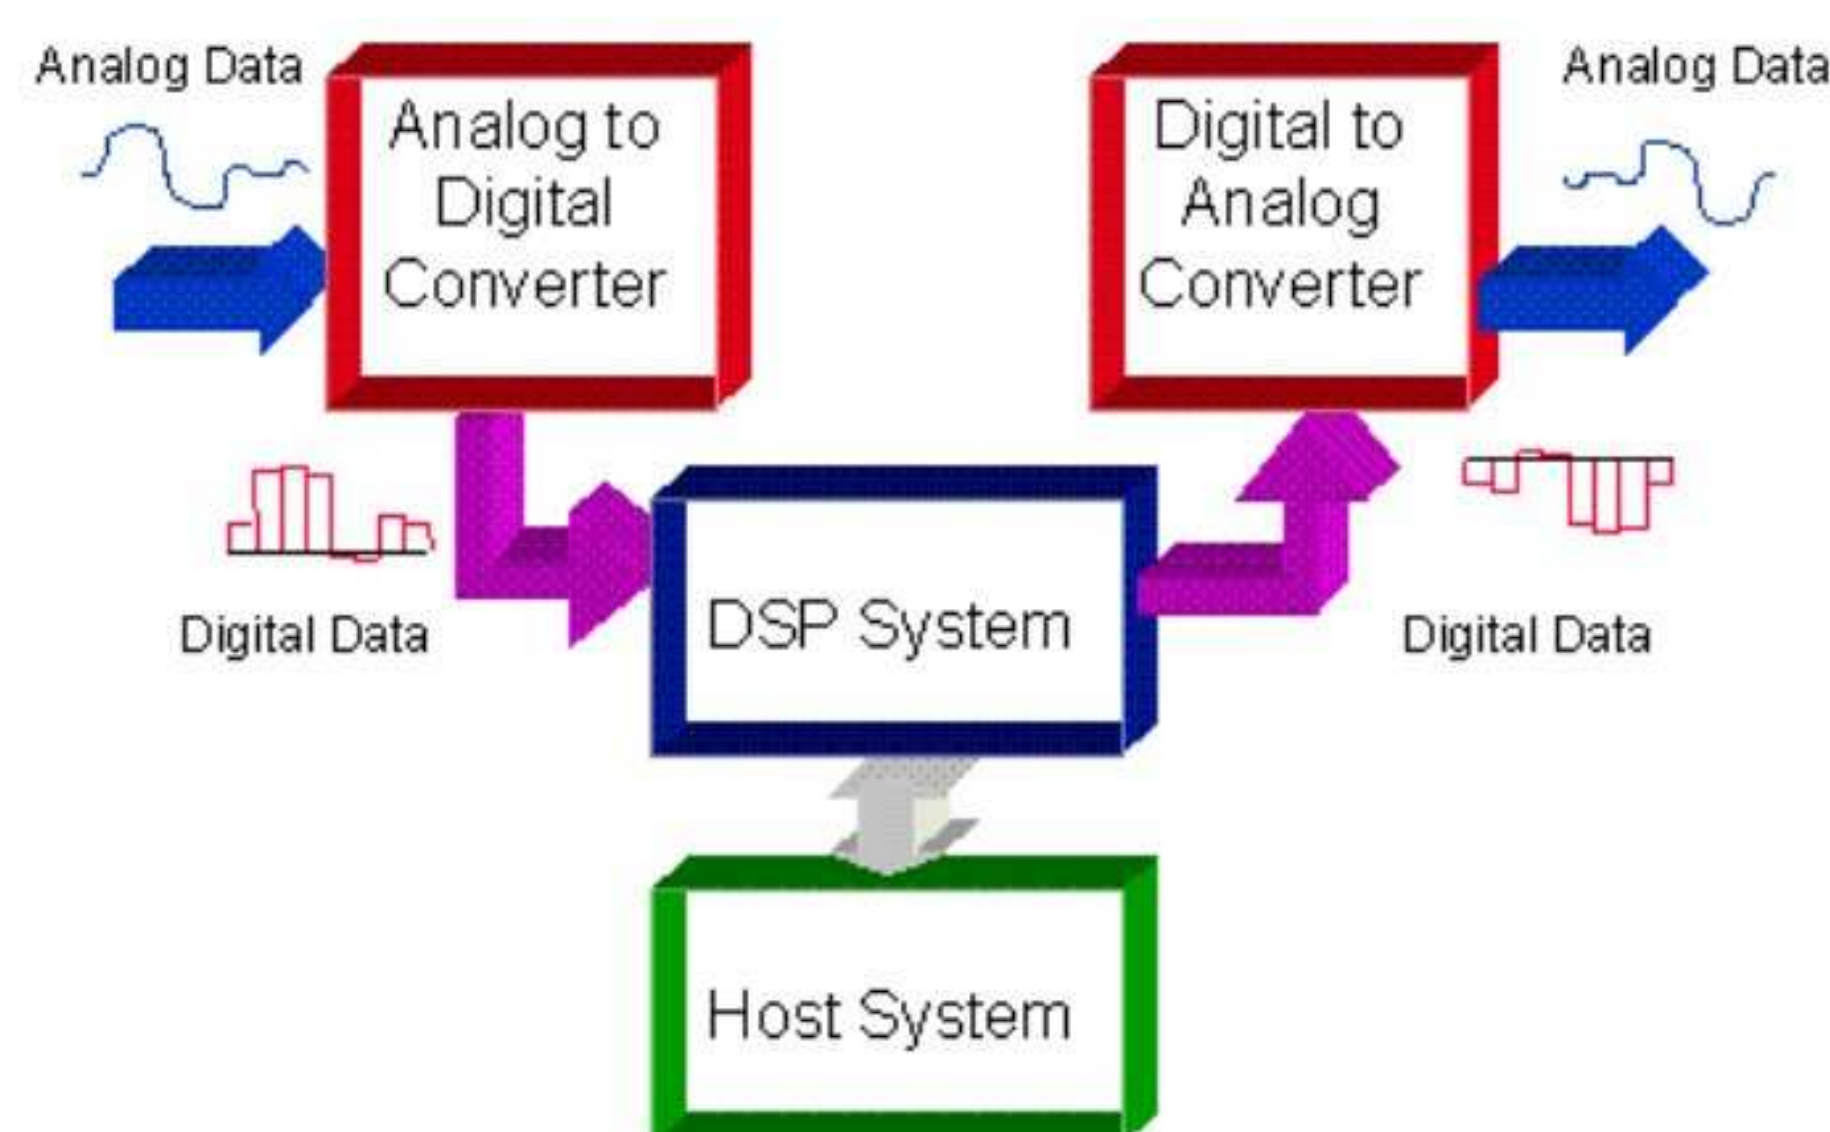 Analog Data
Analog to
Digital
Converter
Digital to
Analog
Converter
Analog Data
Digital Data
DSP System
Digital Data
Host System